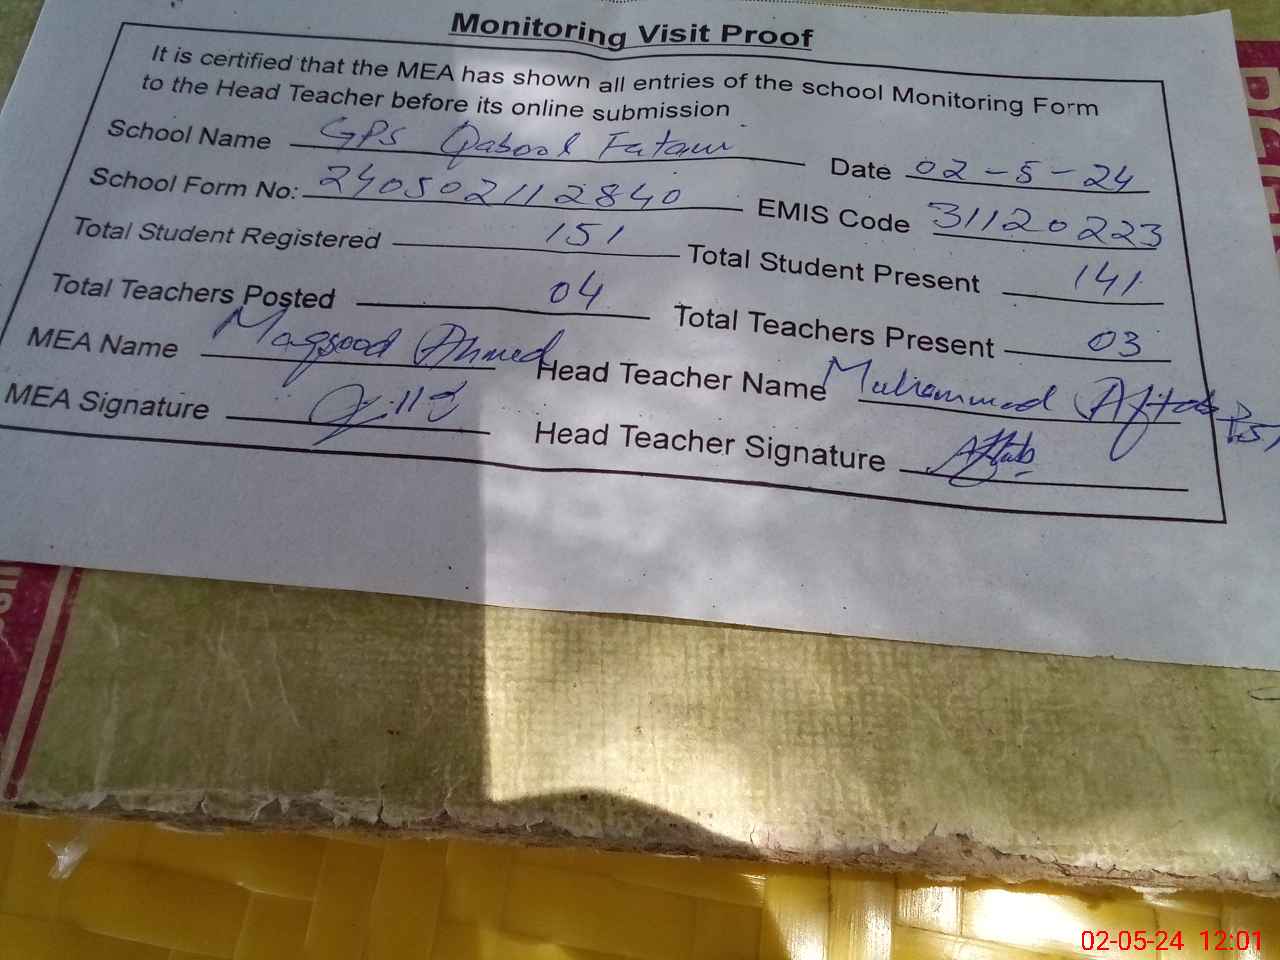 Monitoring Visit Proof
It is certified that the MEA has shown all entries of the school Monitoring Form
to the Head Teacher before its online submission
School Name GPS Qabool Fatam
Date 02-5-24
School Form No: 240502112840
EMIS Code 31120223
Total Student Registered 151
Total Student Present 141
Total Teachers Posted 04
Total Teachers Present 03
MEA Name Maqsood Ahmed
Head Teacher Name Muhammad Aftab
MEA Signature
Head Teacher Signature Aftab
02-05-24 12:01